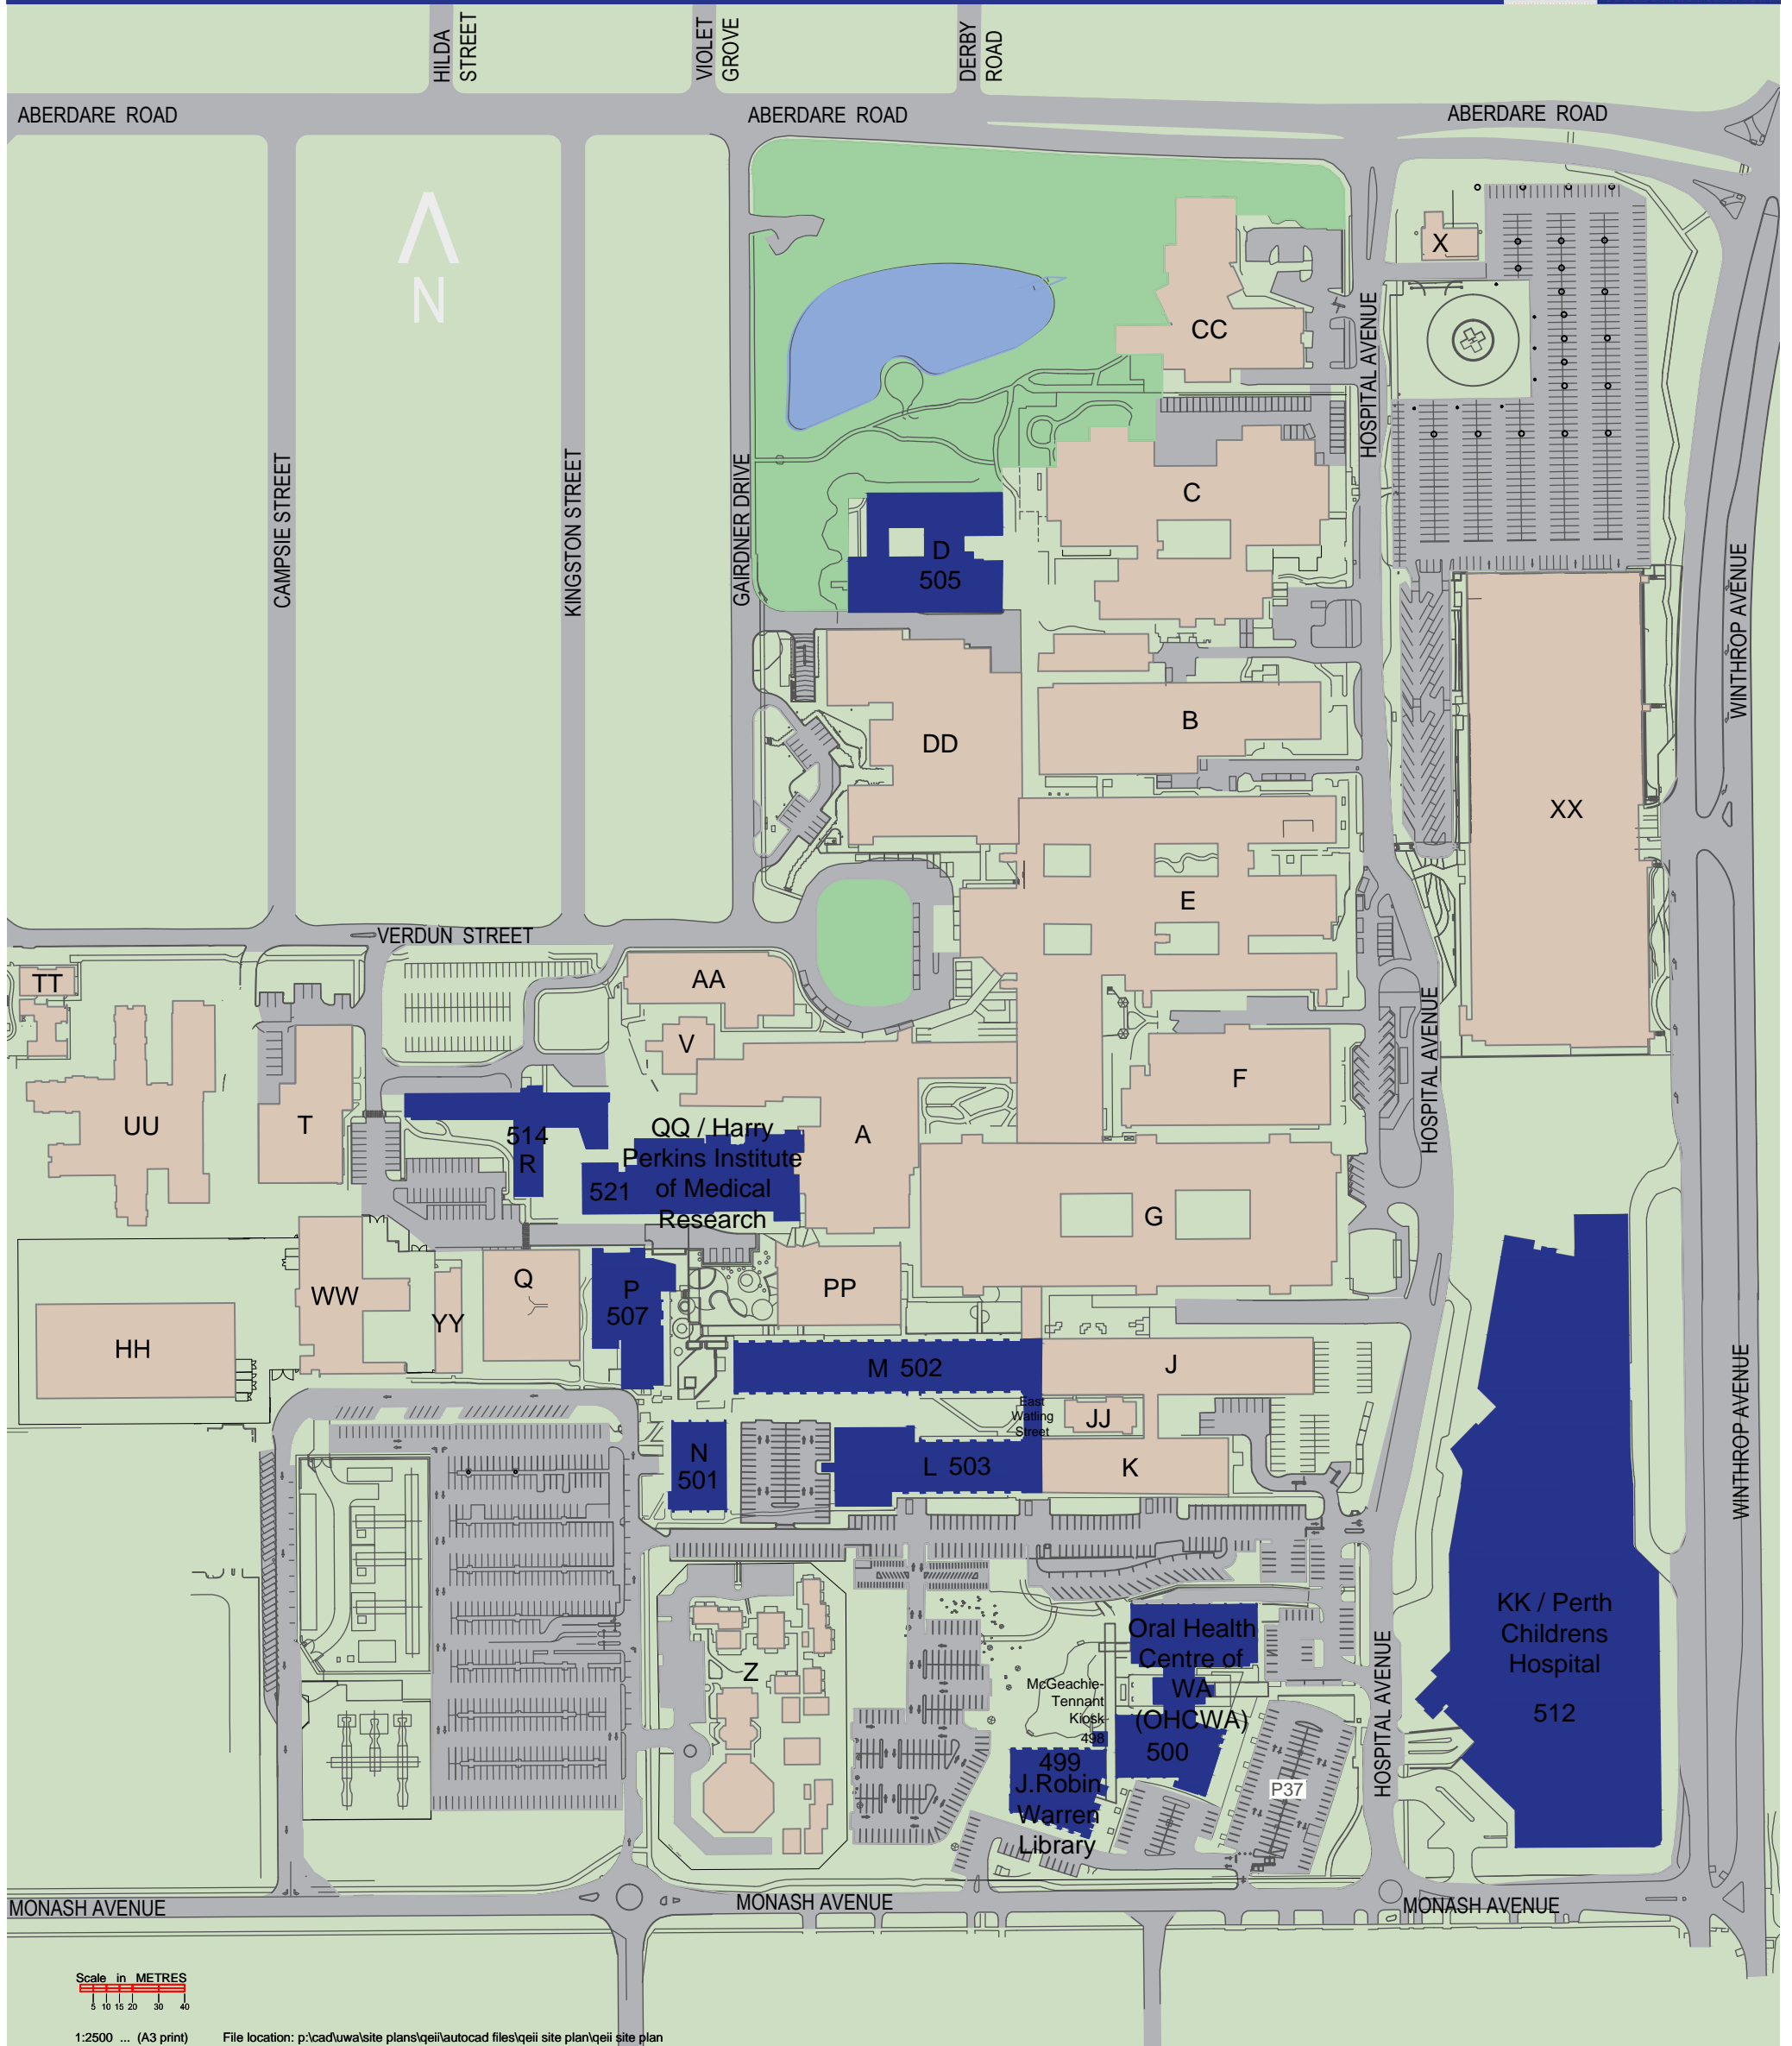 HILDA
STREET
VIOLET
GROVE
DERBY
ROAD
ABERDARE ROAD
ABERDARE ROAD
ABERDARE ROAD
N
X
CC
HOSPITAL AVENUE
CAMPSIE STREET
KINGSTON STREET
GAIRDNER DRIVE
C
D
505
WINTHROP AVENUE
B
DD
XX
E
VERDUN STREET
TT
AA
V
HOSPITAL AVENUE
F
UU
T
514
R
QQ / Harry
Perkins Institute
of Medical
Research
521
A
G
Q
P
507
PP
WW
YY
HH
M 502
J
East
Watling
Street
JJ
N
501
L 503
K
WINTHROP AVENUE
KK / Perth
Childrens
Hospital
512
Oral Health
Centre of
WA
(OHCWA)
500
Z
McGeachie-
Tennant
Kiosk
498
499
J.Robin
Warren
Library
P37
HOSPITAL AVENUE
MONASH AVENUE
MONASH AVENUE
MONASH AVENUE
Scale in METRES
5 10 15 20 30 40
1:2500 ... (A3 print) File location: p:\cad\uwa\site plans\qeii\autocad files\qeii site plan\qeii site plan